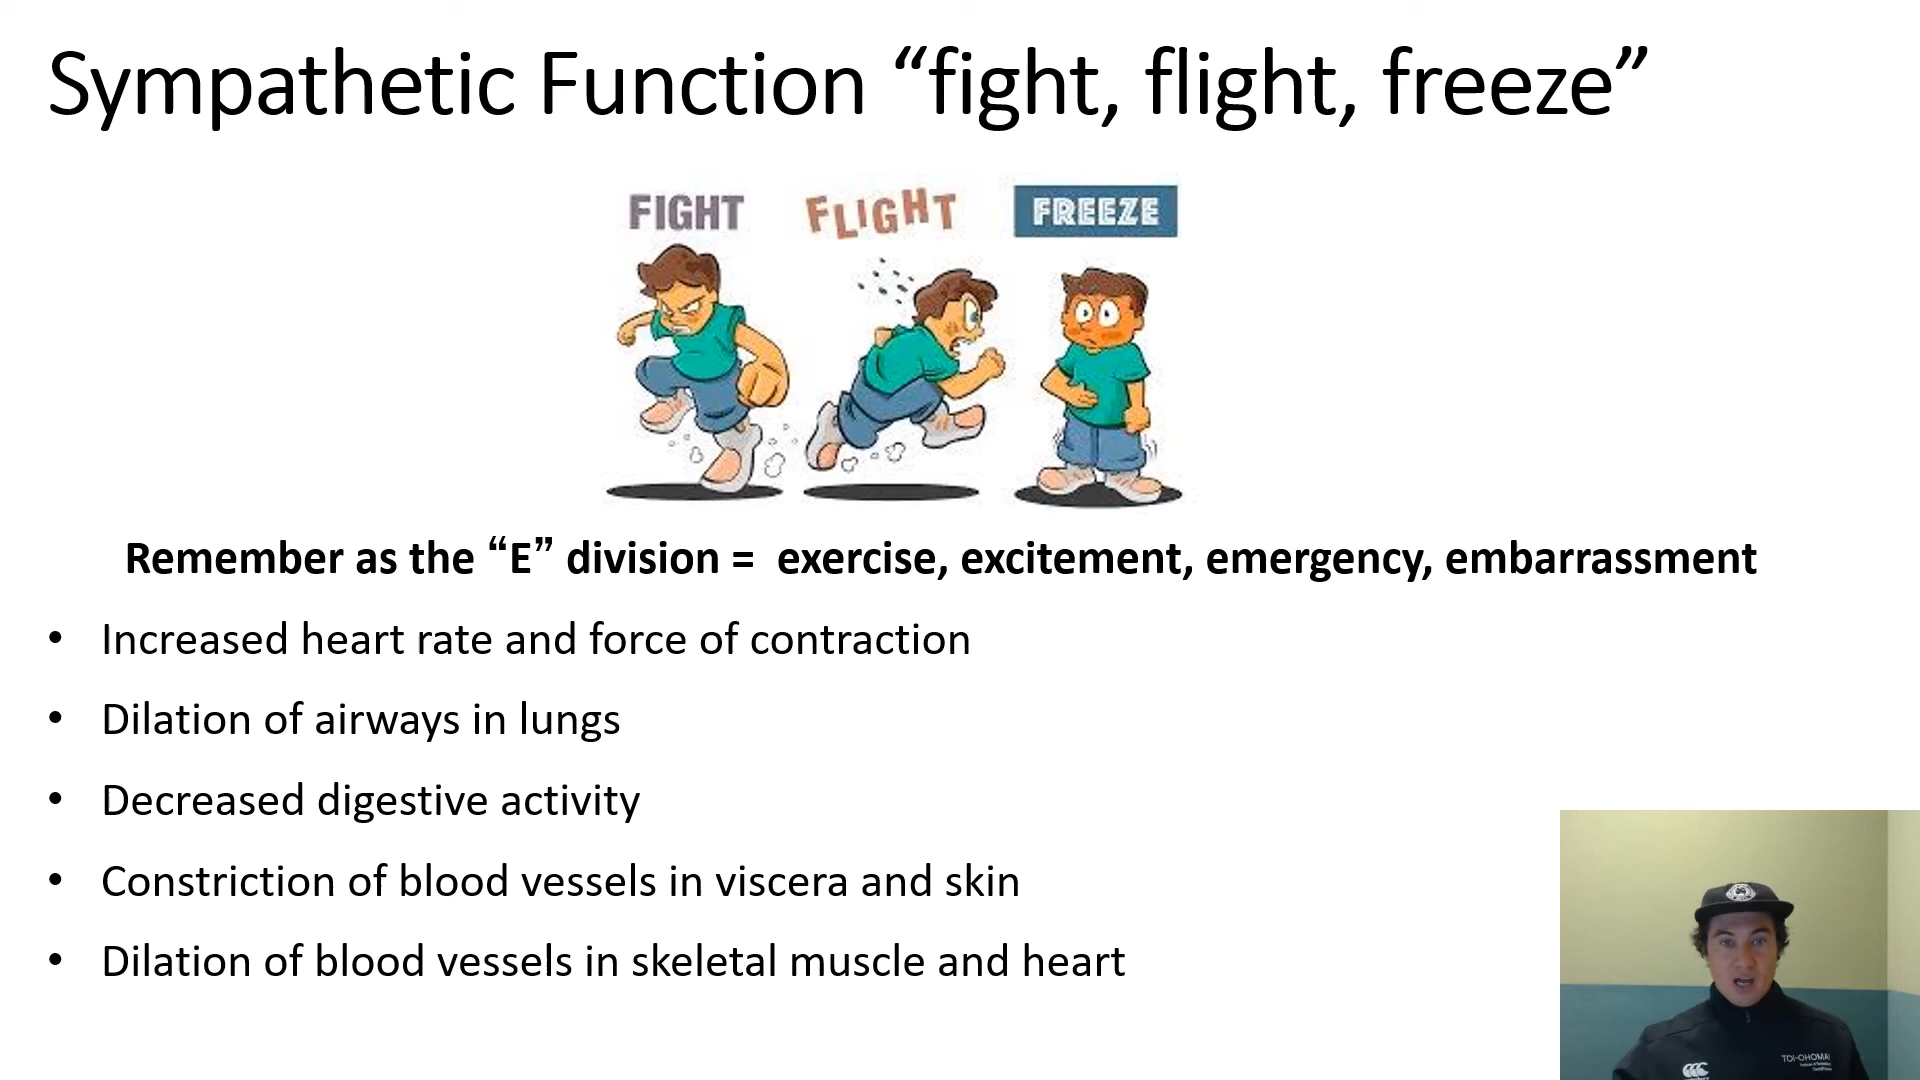 Sympathetic Function “fight, flight, freeze”
FIGHT
FLIGHT
FREEZE
Remember as the “E” division = exercise, excitement, emergency, embarrassment
• Increased heart rate and force of contraction
• Dilation of airways in lungs
• Decreased digestive activity
• Constriction of blood vessels in viscera and skin
• Dilation of blood vessels in skeletal muscle and heart
TOI-OHOMAI